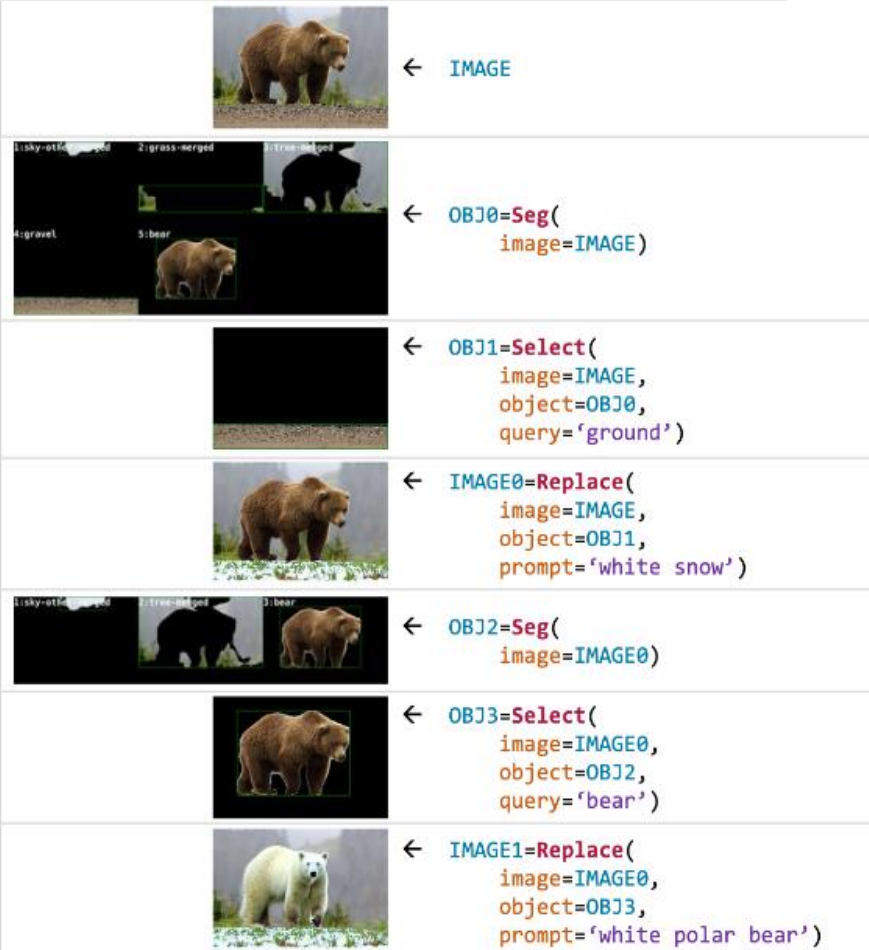 ← IMAGE
1:sky-other-merged 2:grass-merged 3:tree-merged
4:gravel 5:bear
← OBJ0=Seg(
image=IMAGE)
← OBJ1=Select(
image=IMAGE,
object=OBJ0,
query=‘ground’)
← IMAGE0=Replace(
image=IMAGE,
object=OBJ1,
prompt=‘white snow’)
1:sky-other-merged 2:tree-merged 3:bear
← OBJ2=Seg(
image=IMAGE0)
← OBJ3=Select(
image=IMAGE0,
object=OBJ2,
query=‘bear’)
← IMAGE1=Replace(
image=IMAGE0,
object=OBJ3,
prompt=‘white polar bear’)